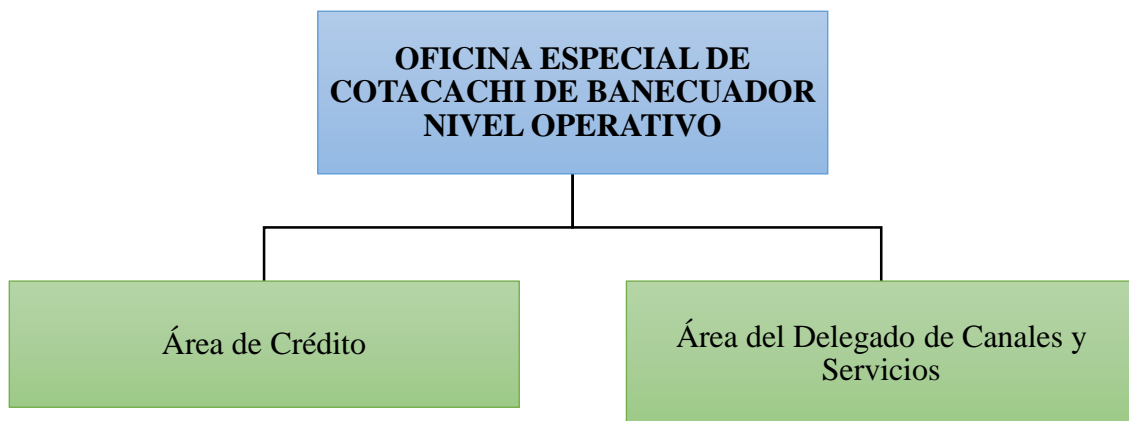 OFICINA ESPECIAL DE
COTACACHI DE BANECUADOR
NIVEL OPERATIVO
Área de Crédito
Área del Delegado de Canales y
Servicios